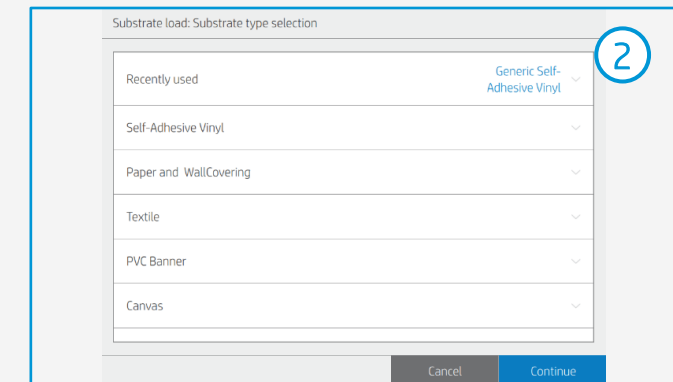 Substrate load: Substrate type selection
2
Recently used
Generic Self-
Adhesive Vinyl
Self-Adhesive Vinyl
Paper and WallCovering
Textile
PVC Banner
Canvas
Cancel
Continue